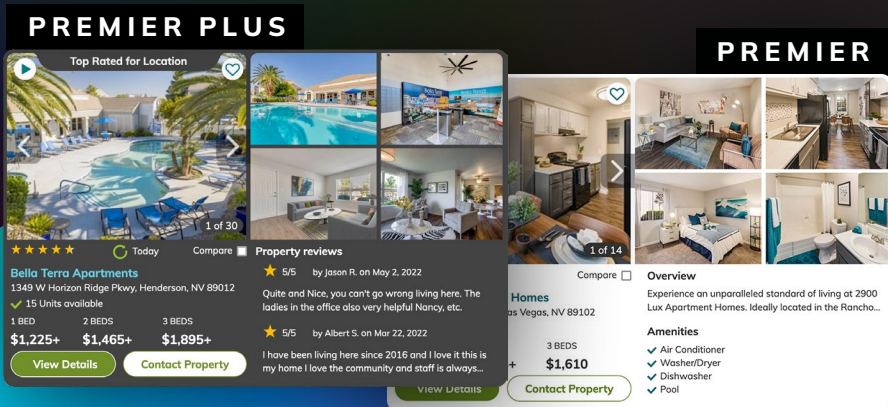 PREMIER PLUS
Top Rated for Location
1 of 30
Today
Compare
Bella Terra Apartments
1349 W Horizon Ridge Pkwy, Henderson, NV 89012
15 Units available
1 BED 2 BEDS 3 BEDS
$1,225+ $1,465+ $1,895+
View Details Contact Property
Property reviews
5/5 by Jason R. on May 2, 2022
Quite and Nice, you can't go wrong living here. The
ladies in the office also very helpful Nancy, etc.
5/5 by Albert S. on Mar 22, 2022
I have been living here since 2016 and I love it this is
my home I love the community and staff is always...
PREMIER
1 of 14
Compare
Homes
as Vegas, NV 89102
3 BEDS
+ $1,610
View Details Contact Property
Overview
Experience an unparalleled standard of living at 2900
Lux Apartment Homes. Ideally located in the Rancho...
Amenities
Air Conditioner
Washer/Dryer
Dishwasher
Pool